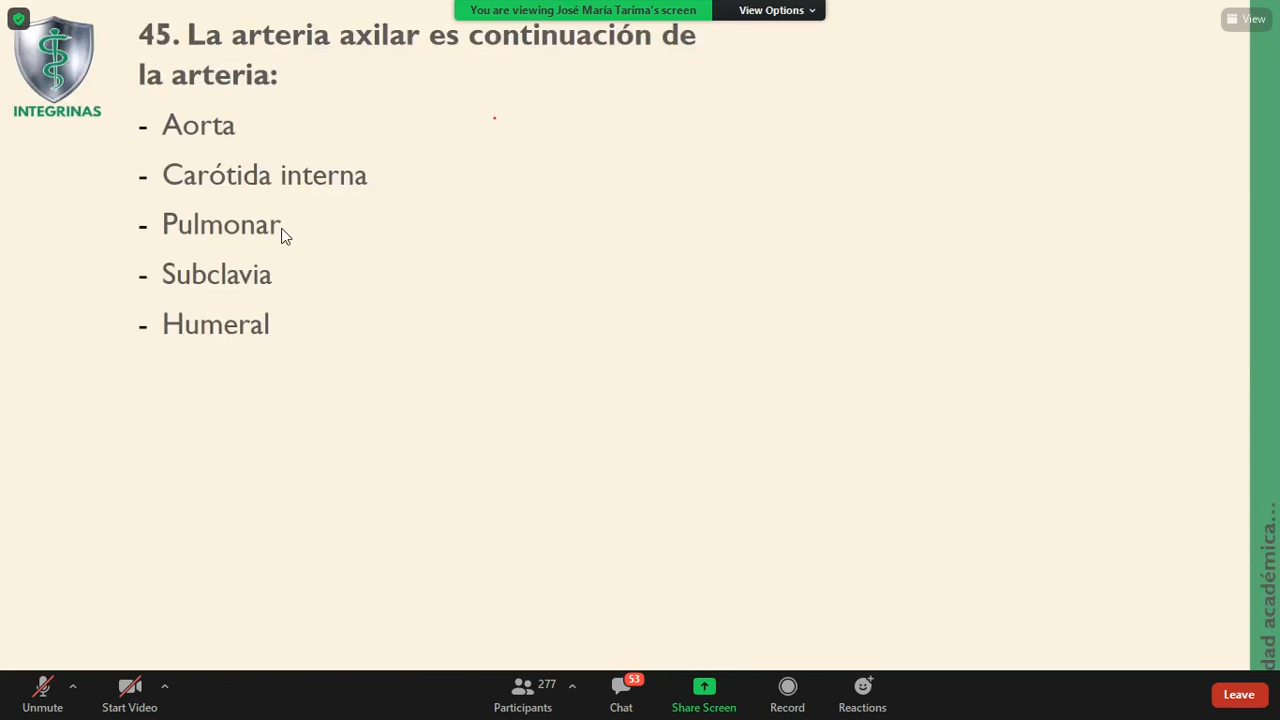 You are viewing José María Tarima's screen
View Options
View
INTEGRINAS
45. La arteria axilar es continuación de
la arteria:
- Aorta
- Carótida interna
- Pulmonar
- Subclavia
- Humeral
dad académica...
Unmute
Start Video
277
Participants
53
Chat
Share Screen
Record
Reactions
Leave